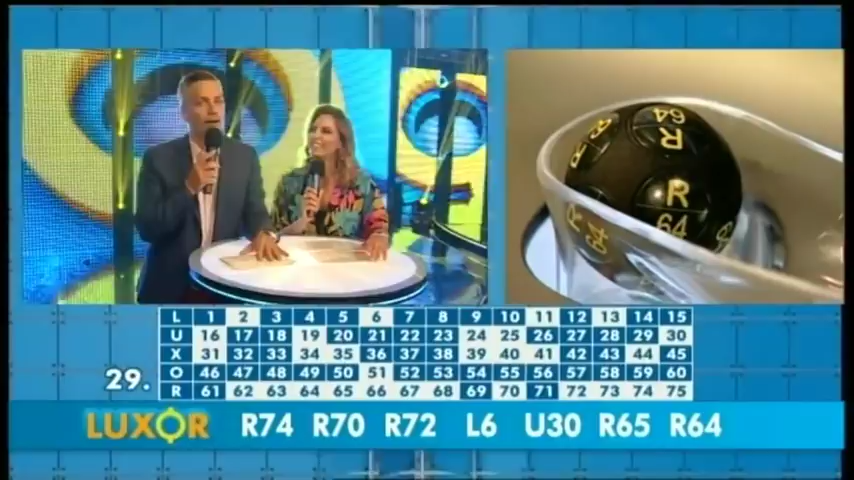 64
R
R
R
R
64
R
64
L 1 2 3 4 5 6 7 8 9 10 11 12 13 14 15
U 16 17 18 19 20 21 22 23 24 25 26 27 28 29 30
X 31 32 33 34 35 36 37 38 39 40 41 42 43 44 45
O 46 47 48 49 50 51 52 53 54 55 56 57 58 59 60
R 61 62 63 64 65 66 67 68 69 70 71 72 73 74 75
29.
LUXOR R74 R70 R72 L6 U30 R65 R64